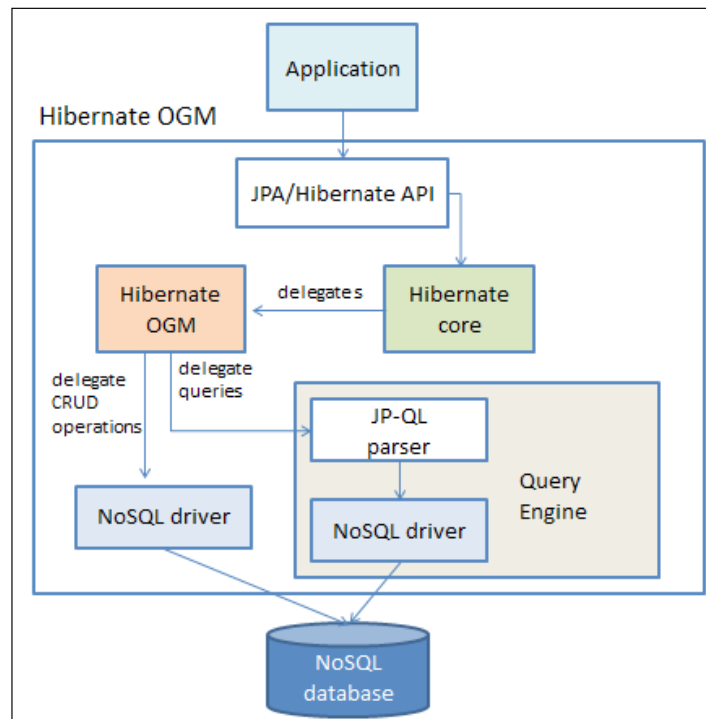 Application
Hibernate OGM
JPA/Hibernate API
Hibernate
OGM
delegates
Hibernate
core
delegate
CRUD
operations
delegate
queries
JP-QL
parser
Query
Engine
NoSQL driver
NoSQL driver
NoSQL
database